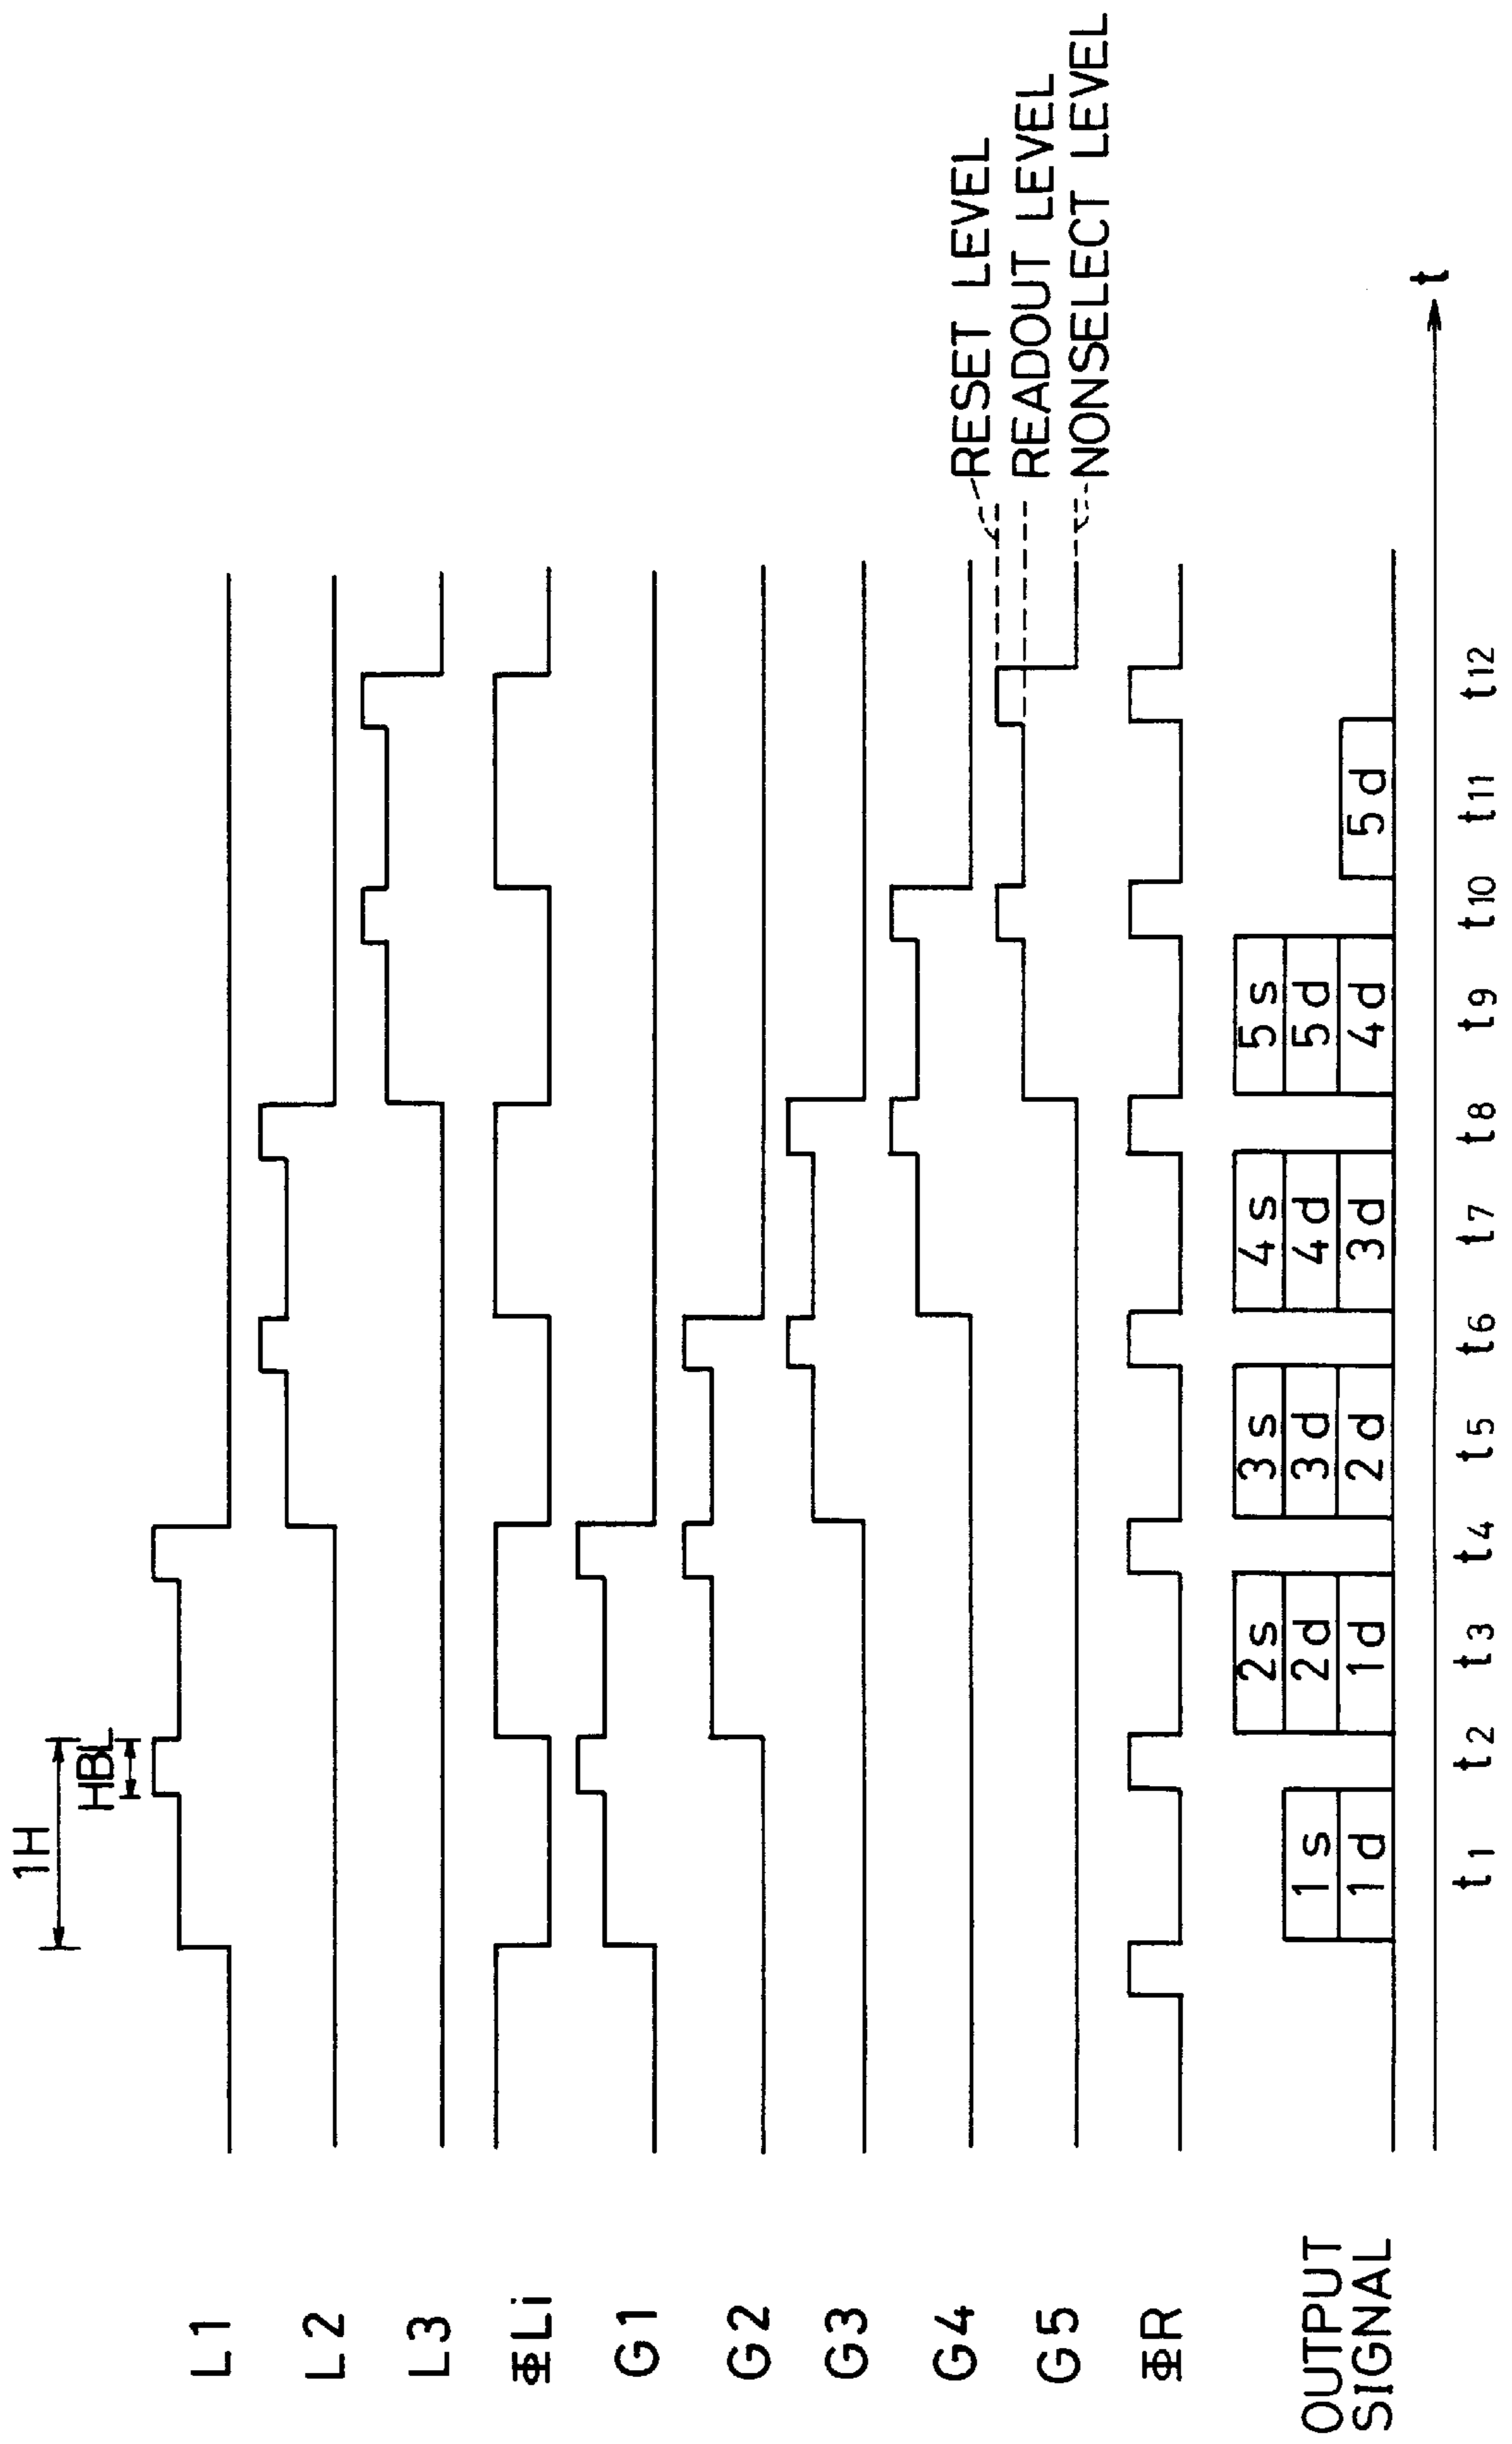 1H
HBL
L1
L2
L3
ΦLi
G1
G2
G3
G4
G5
ΦR
RESET LEVEL
READOUT LEVEL
NONSELECT LEVEL
OUTPUT
SIGNAL
1s
1d
2s
2d
1d
3s
3d
2d
4s
4d
3d
5s
5d
4d
5d
t
t1 t2 t3 t4 t5 t6 t7 t8 t9 t10 t11 t12